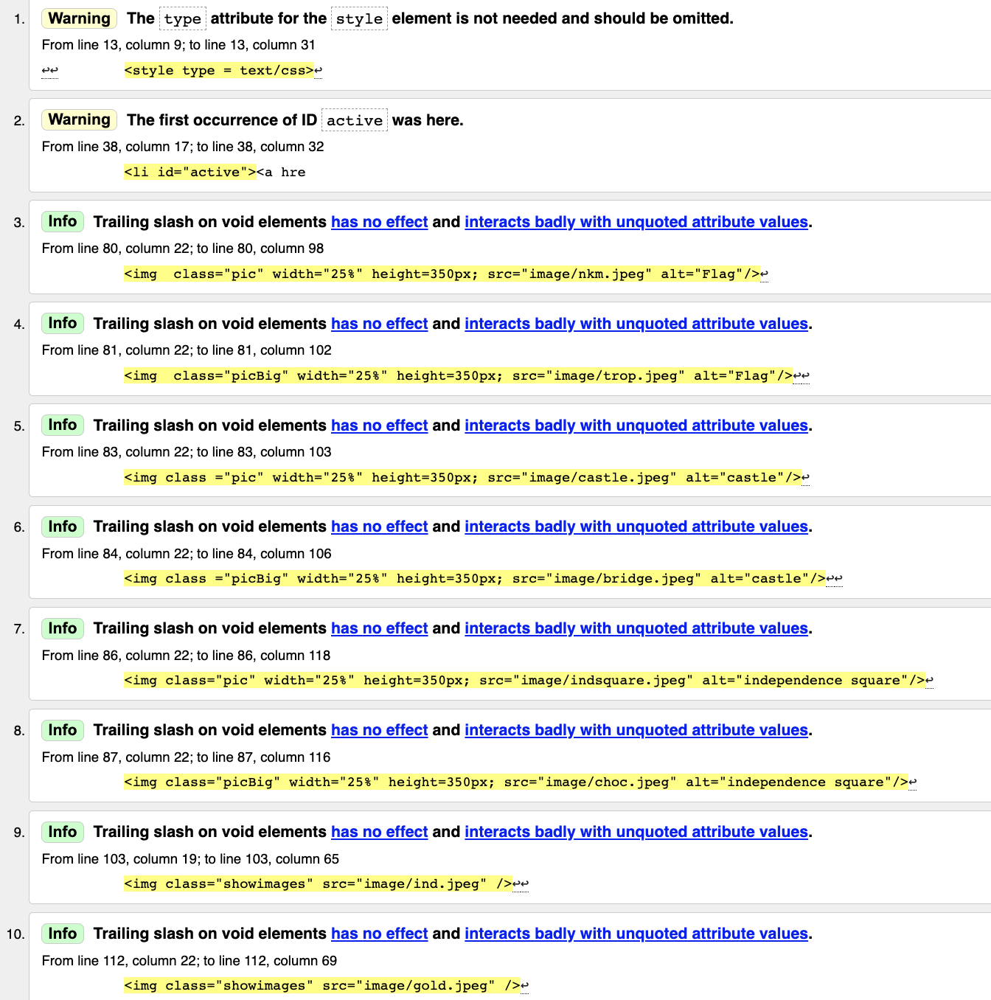 1. Warning The type attribute for the style element is not needed and should be omitted.
From line 13, column 9; to line 13, column 31
↩↩ <style type = text/css>↩
2. Warning The first occurrence of ID active was here.
From line 38, column 17; to line 38, column 32
<li id="active"><a hre
3. Info Trailing slash on void elements has no effect and interacts badly with unquoted attribute values.
From line 80, column 22; to line 80, column 98
<img  class="pic" width="25%" height=350px; src="image/nkm.jpeg" alt="Flag"/>↩
4. Info Trailing slash on void elements has no effect and interacts badly with unquoted attribute values.
From line 81, column 22; to line 81, column 102
<img  class="picBig" width="25%" height=350px; src="image/trop.jpeg" alt="Flag"/>↩↩
5. Info Trailing slash on void elements has no effect and interacts badly with unquoted attribute values.
From line 83, column 22; to line 83, column 103
<img class ="pic" width="25%" height=350px; src="image/castle.jpeg" alt="castle"/>↩
6. Info Trailing slash on void elements has no effect and interacts badly with unquoted attribute values.
From line 84, column 22; to line 84, column 106
<img class ="picBig" width="25%" height=350px; src="image/bridge.jpeg" alt="castle"/>↩↩
7. Info Trailing slash on void elements has no effect and interacts badly with unquoted attribute values.
From line 86, column 22; to line 86, column 118
<img class="pic" width="25%" height=350px; src="image/indsquare.jpeg" alt="independence square"/>↩
8. Info Trailing slash on void elements has no effect and interacts badly with unquoted attribute values.
From line 87, column 22; to line 87, column 116
<img class="picBig" width="25%" height=350px; src="image/choc.jpeg" alt="independence square"/>↩
9. Info Trailing slash on void elements has no effect and interacts badly with unquoted attribute values.
From line 103, column 19; to line 103, column 65
<img class="showimages" src="image/ind.jpeg" />↩↩
10. Info Trailing slash on void elements has no effect and interacts badly with unquoted attribute values.
From line 112, column 22; to line 112, column 69
<img class="showimages" src="image/gold.jpeg" />↩